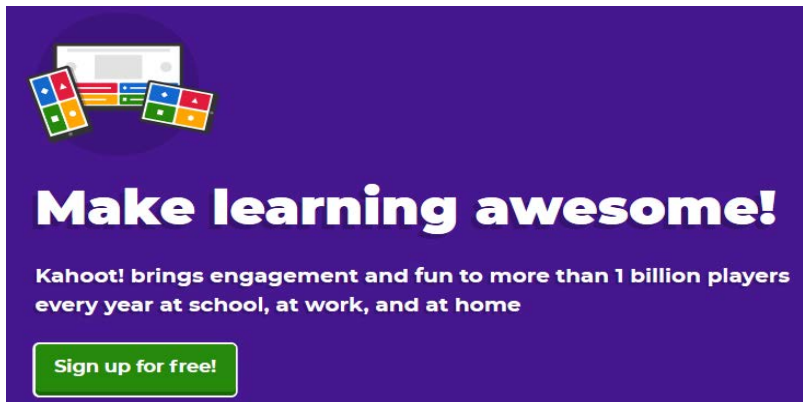 Make learning awesome!
Kahoot! brings engagement and fun to more than 1 billion players
every year at school, at work, and at home
Sign up for free!